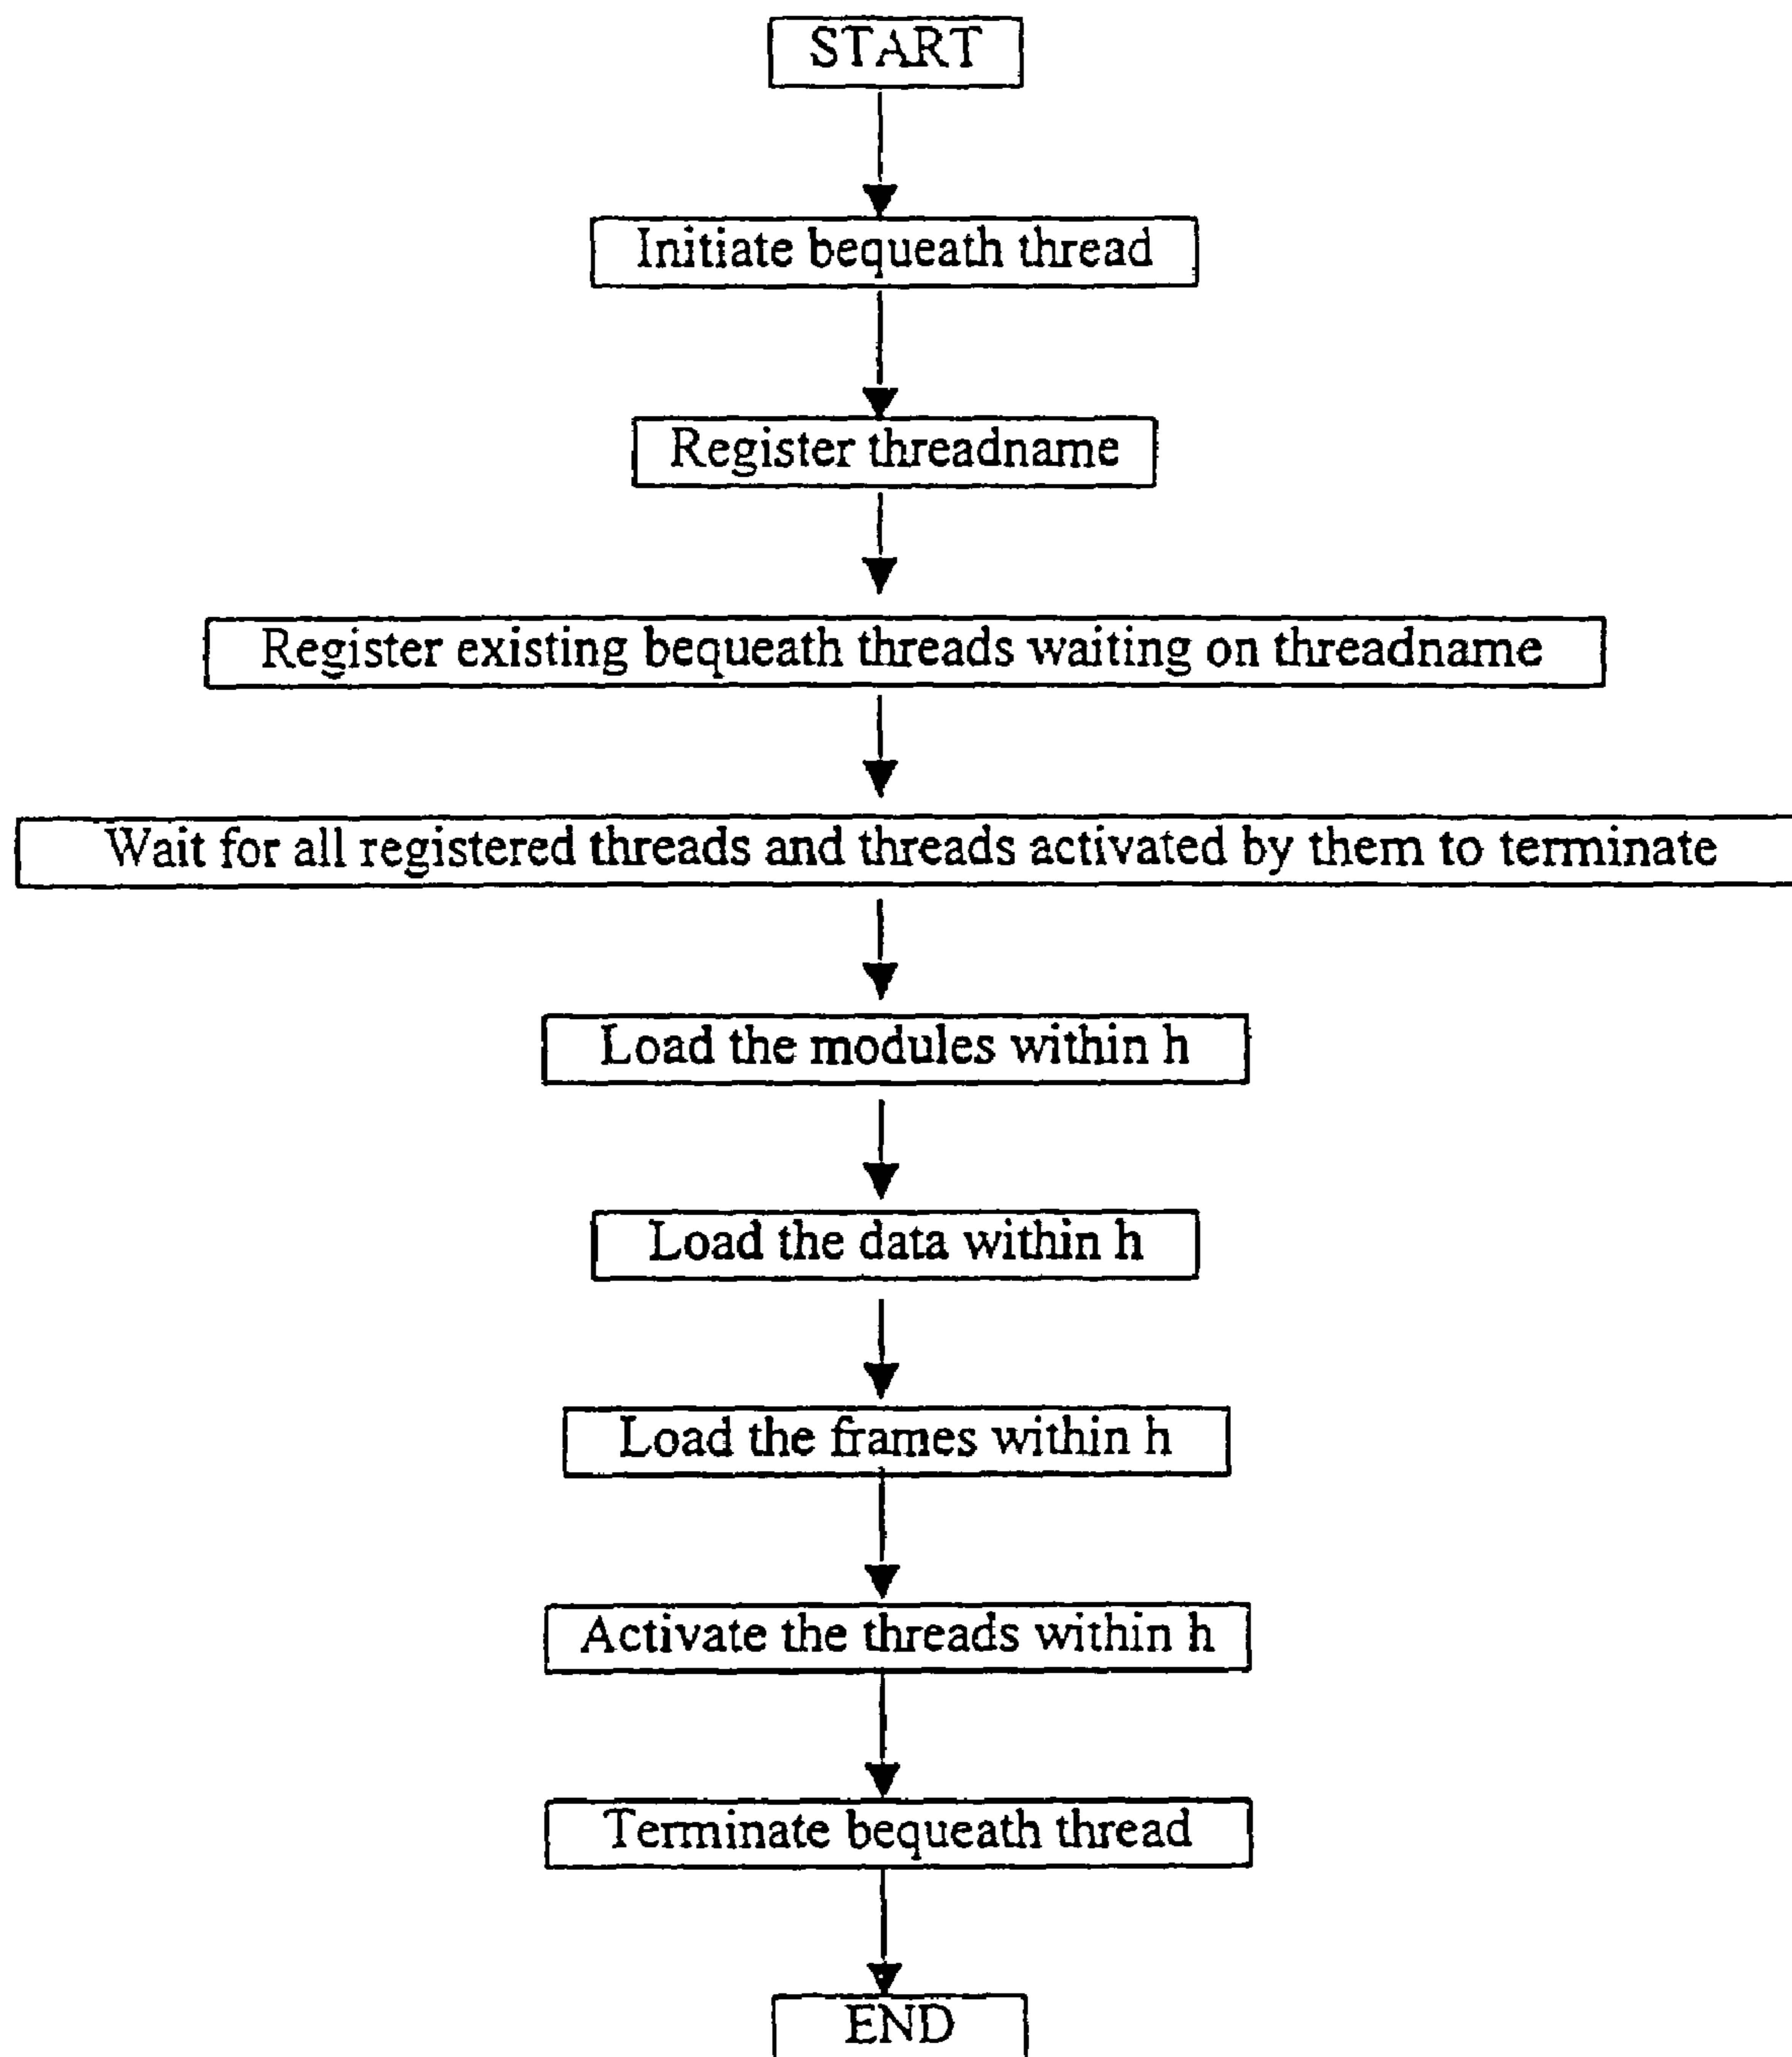 START
Initiate bequeath thread
Register threadname
Register existing bequeath threads waiting on threadname
Wait for all registered threads and threads activated by them to terminate
Load the modules within h
Load the data within h
Load the frames within h
Activate the threads within h
Terminate bequeath thread
END